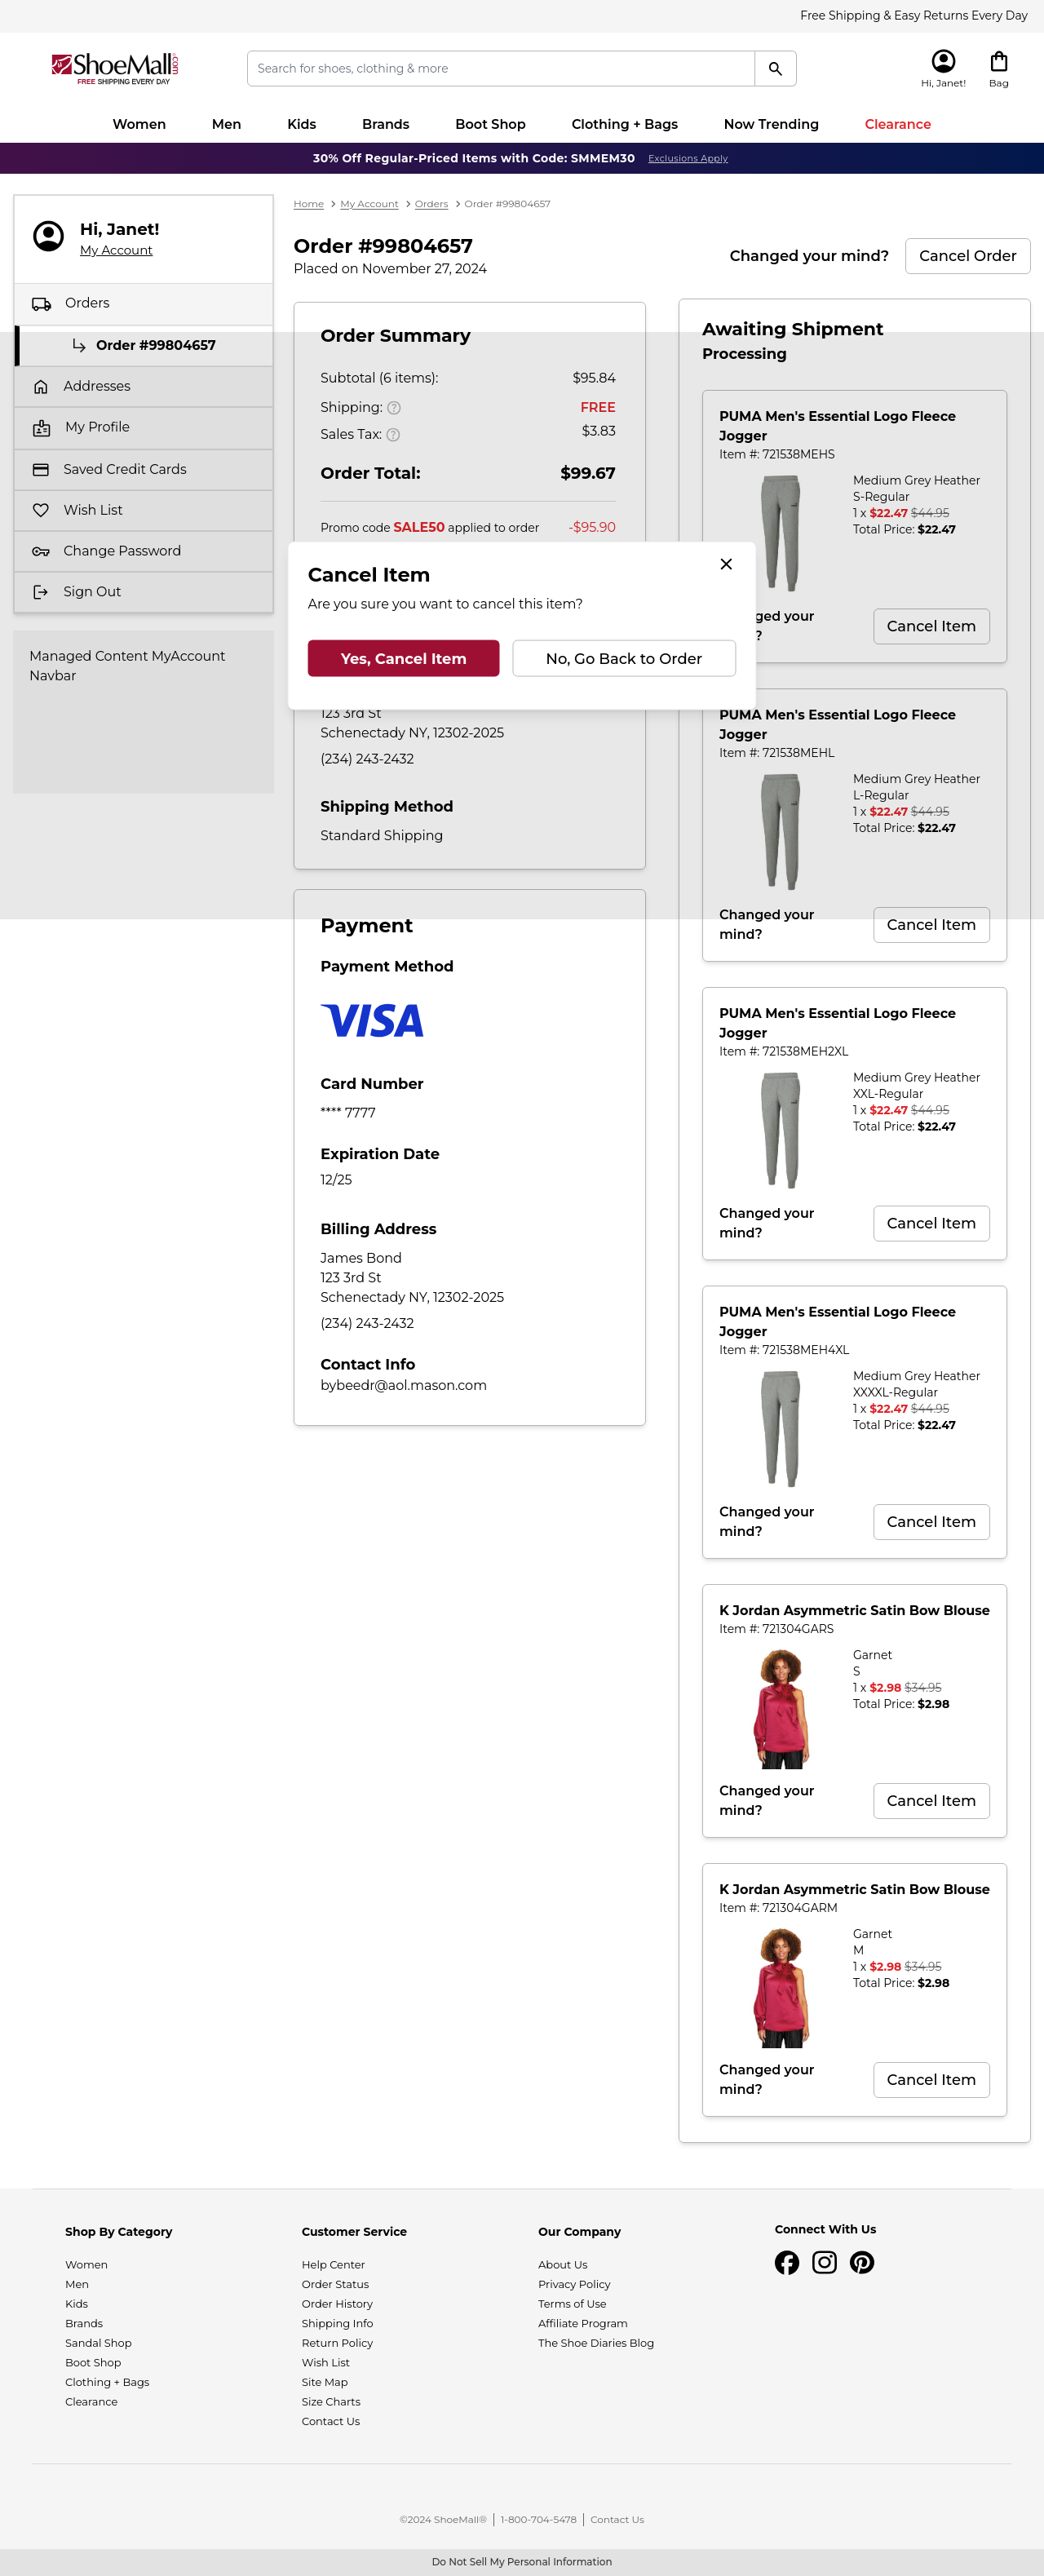 Free Shipping & Easy Returns Every Day
ShoeMall.com
FREE SHIPPING EVERY DAY
Search for shoes, clothing & more
Hi, Janet!
Bag
Women
Men
Kids
Brands
Boot Shop
Clothing + Bags
Now Trending
Clearance
30% Off Regular-Priced Items with Code: SMMEM30
Exclusions Apply
Hi, Janet!
My Account
Orders
Order #99804657
Addresses
My Profile
Saved Credit Cards
Wish List
Change Password
Sign Out
Managed Content MyAccount
Navbar
Home > My Account > Orders > Order #99804657
Order #99804657
Placed on November 27, 2024
Changed your mind?
Cancel Order
Order Summary
Subtotal (6 items): $95.84
Shipping: FREE
Sales Tax: $3.83
Order Total: $99.67
Promo code SALE50 applied to order -$95.90
Cancel Item
Are you sure you want to cancel this item?
Yes, Cancel Item
No, Go Back to Order
123 3rd St
Schenectady NY, 12302-2025
(234) 243-2432
Shipping Method
Standard Shipping
Payment
Payment Method
VISA
Card Number
**** 7777
Expiration Date
12/25
Billing Address
James Bond
123 3rd St
Schenectady NY, 12302-2025
(234) 243-2432
Contact Info
bybeedr@aol.mason.com
Awaiting Shipment
Processing
PUMA Men's Essential Logo Fleece
Jogger
Item #: 721538MEHS
Medium Grey Heather
S-Regular
1 x $22.47 $44.95
Total Price: $22.47
your
Cancel Item
PUMA Men's Essential Logo Fleece
Jogger
Item #: 721538MEHL
Medium Grey Heather
L-Regular
1 x $22.47 $44.95
Total Price: $22.47
Changed your
mind?
Cancel Item
PUMA Men's Essential Logo Fleece
Jogger
Item #: 721538MEH2XL
Medium Grey Heather
XXL-Regular
1 x $22.47 $44.95
Total Price: $22.47
Changed your
mind?
Cancel Item
PUMA Men's Essential Logo Fleece
Jogger
Item #: 721538MEH4XL
Medium Grey Heather
XXXXL-Regular
1 x $22.47 $44.95
Total Price: $22.47
Changed your
mind?
Cancel Item
K Jordan Asymmetric Satin Bow Blouse
Item #: 721304GARS
Garnet
S
1 x $2.98 $34.95
Total Price: $2.98
Changed your
mind?
Cancel Item
K Jordan Asymmetric Satin Bow Blouse
Item #: 721304GARM
Garnet
M
1 x $2.98 $34.95
Total Price: $2.98
Changed your
mind?
Cancel Item
Shop By Category
Women
Men
Kids
Brands
Sandal Shop
Boot Shop
Clothing + Bags
Clearance
Customer Service
Help Center
Order Status
Order History
Shipping Info
Return Policy
Wish List
Site Map
Size Charts
Contact Us
Our Company
About Us
Privacy Policy
Terms of Use
Affiliate Program
The Shoe Diaries Blog
Connect With Us
©2024 ShoeMall® | 1-800-704-5478 | Contact Us
Do Not Sell My Personal Information